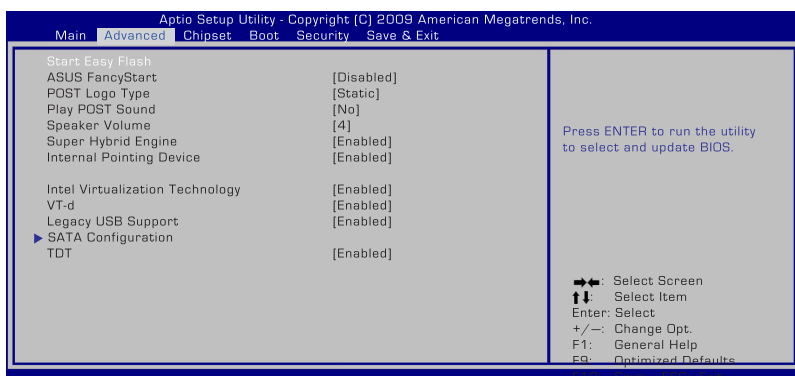 Aptio Setup Utility - Copyright [C] 2009 American Megatrends, Inc.
Main Advanced Chipset Boot Security Save & Exit
Start Easy Flash
ASUS FancyStart [Disabled]
POST Logo Type [Static]
Play POST Sound [No]
Speaker Volume [4]
Super Hybrid Engine [Enabled]
Internal Pointing Device [Enabled]
Intel Virtualization Technology [Enabled]
VT-d [Enabled]
Legacy USB Support [Enabled]
SATA Configuration
TDT [Enabled]
Press ENTER to run the utility
to select and update BIOS.
→←: Select Screen
↑↓: Select Item
Enter: Select
+/—: Change Opt.
F1: General Help
F9: Optimized Defaults